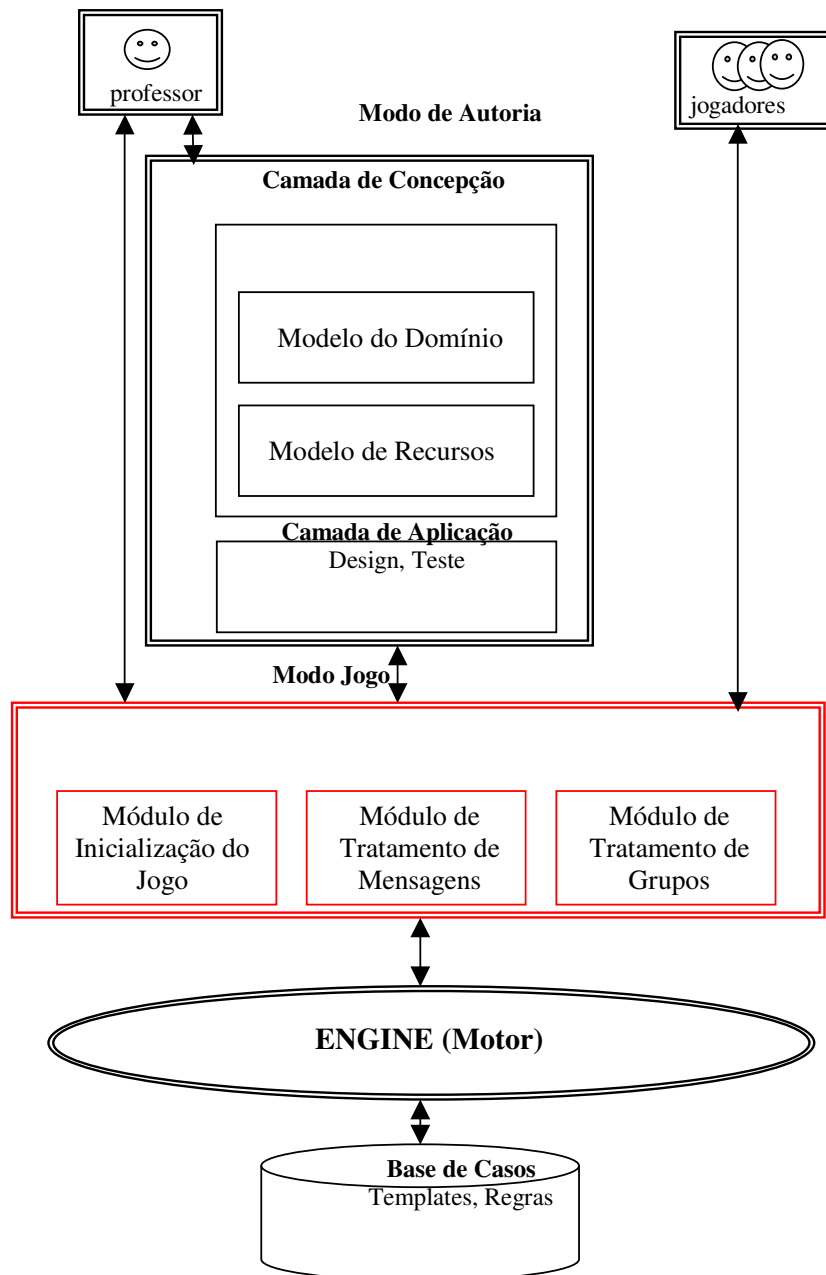 professor
jogadores
Modo de Autoria
Camada de Concepção
Modelo do Domínio
Modelo de Recursos
Camada de Aplicação
Design, Teste
Modo Jogo
Módulo de
Inicialização do
Jogo
Módulo de
Tratamento de
Mensagens
Módulo de
Tratamento de
Grupos
ENGINE (Motor)
Base de Casos
Templates, Regras